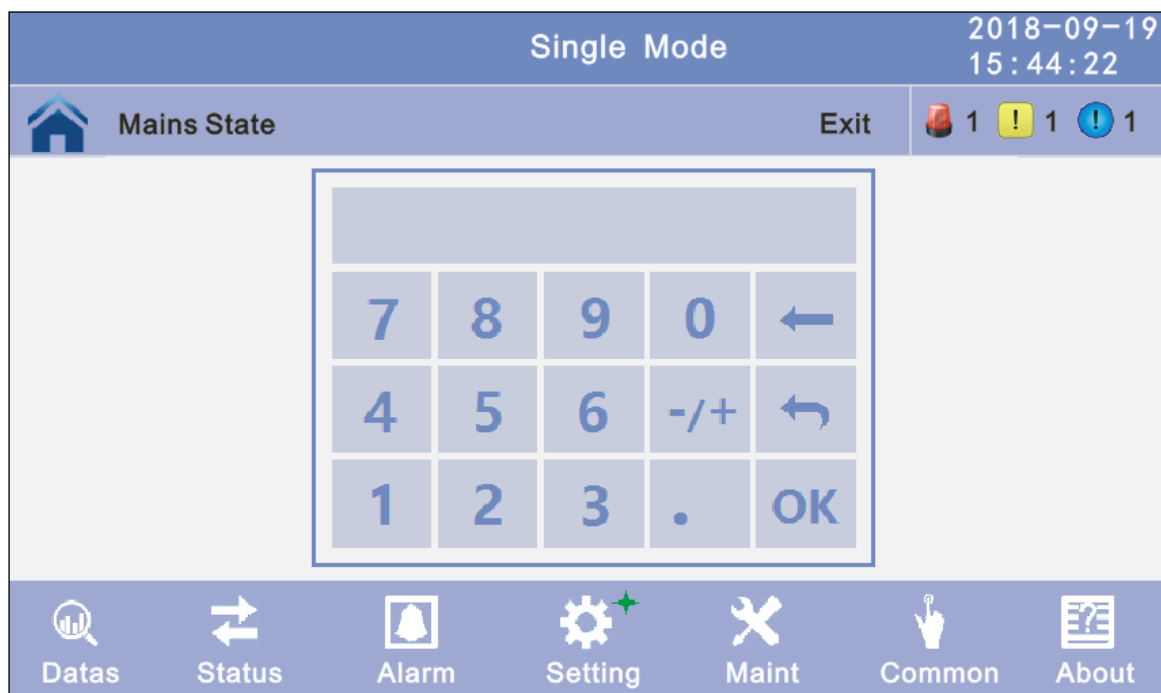 Single Mode
2018-09-19
15:44:22
Mains State
Exit
1
1
1
7 8 9 0
4 5 6 -/+
1 2 3 . OK
Datas Status Alarm Setting Maint Common About